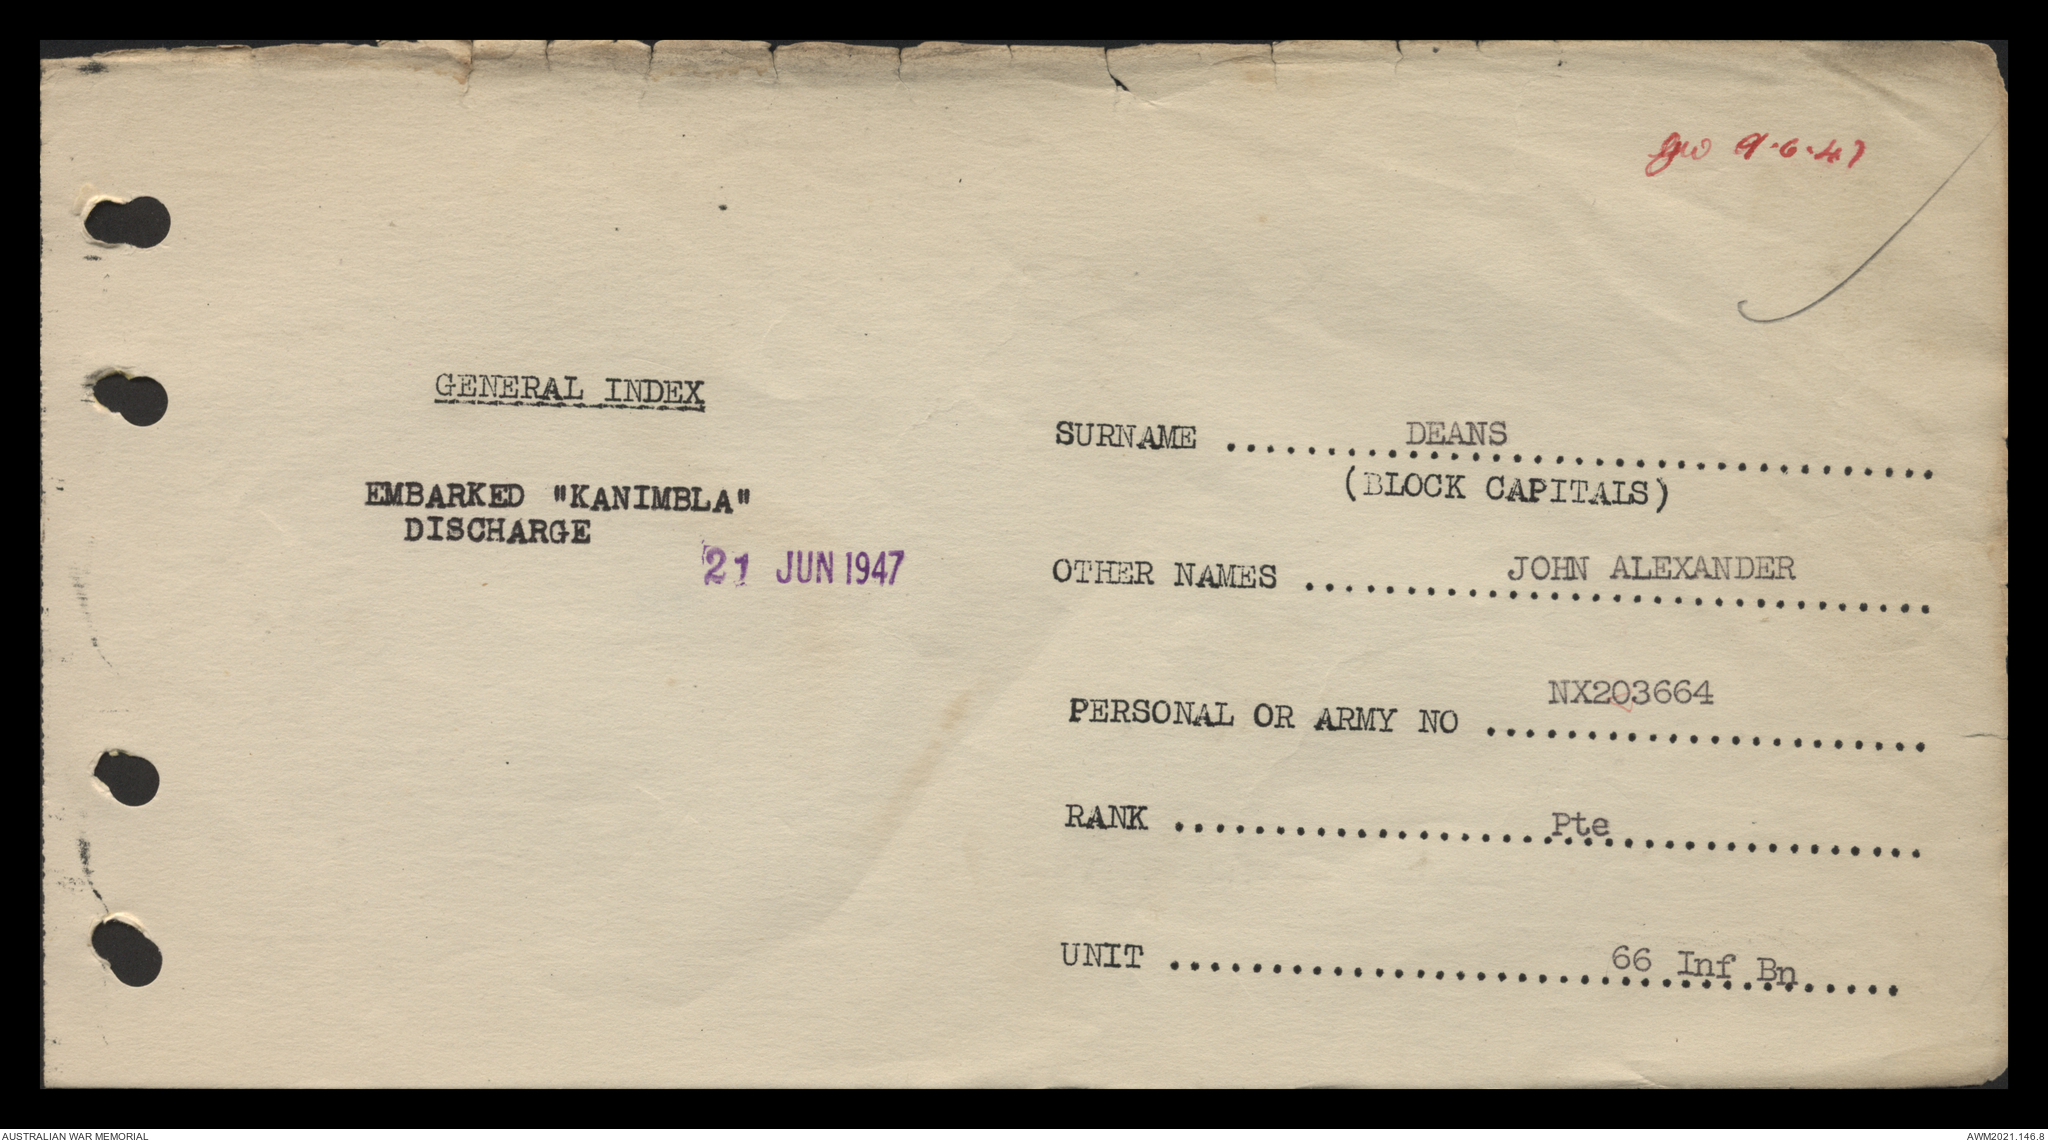 9.6.47
GENERAL INDEX
EMBARKED "KANIMBLA"
DISCHARGE
21 JUN 1947
SURNAME .................................... DEANS
(BLOCK CAPITALS)
OTHER NAMES ............................... JOHN ALEXANDER
PERSONAL OR ARMY NO ...................... NX203664
RANK ..................................... Pte
UNIT ..................................... 66 Inf Bn
AUSTRALIAN WAR MEMORIAL
AWM2021.146.8